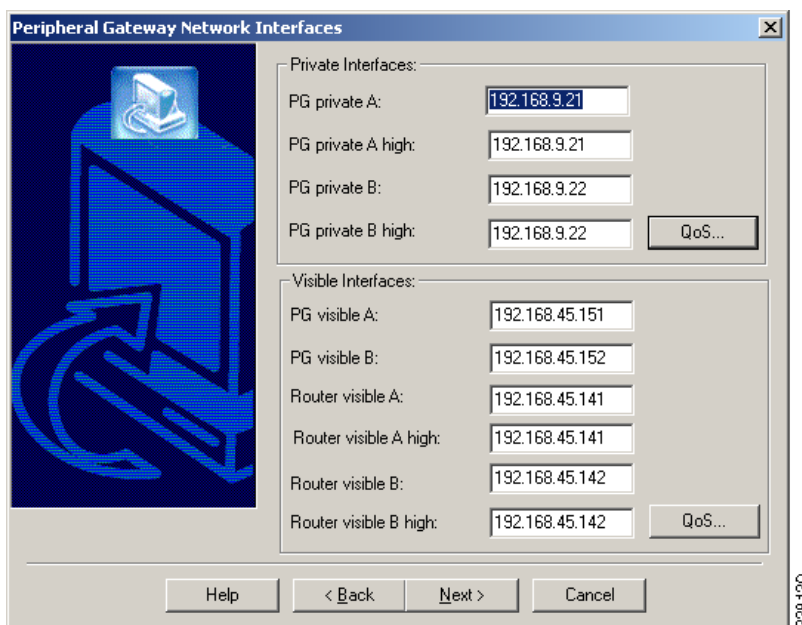 Peripheral Gateway Network Interfaces
Private Interfaces:
PG private A: 192.168.9.21
PG private A high: 192.168.9.21
PG private B: 192.168.9.22
PG private B high: 192.168.9.22 QoS...
Visible Interfaces:
PG visible A: 192.168.45.151
PG visible B: 192.168.45.152
Router visible A: 192.168.45.141
Router visible A high: 192.168.45.141
Router visible B: 192.168.45.142
Router visible B high: 192.168.45.142 QoS...
Help < Back Next > Cancel